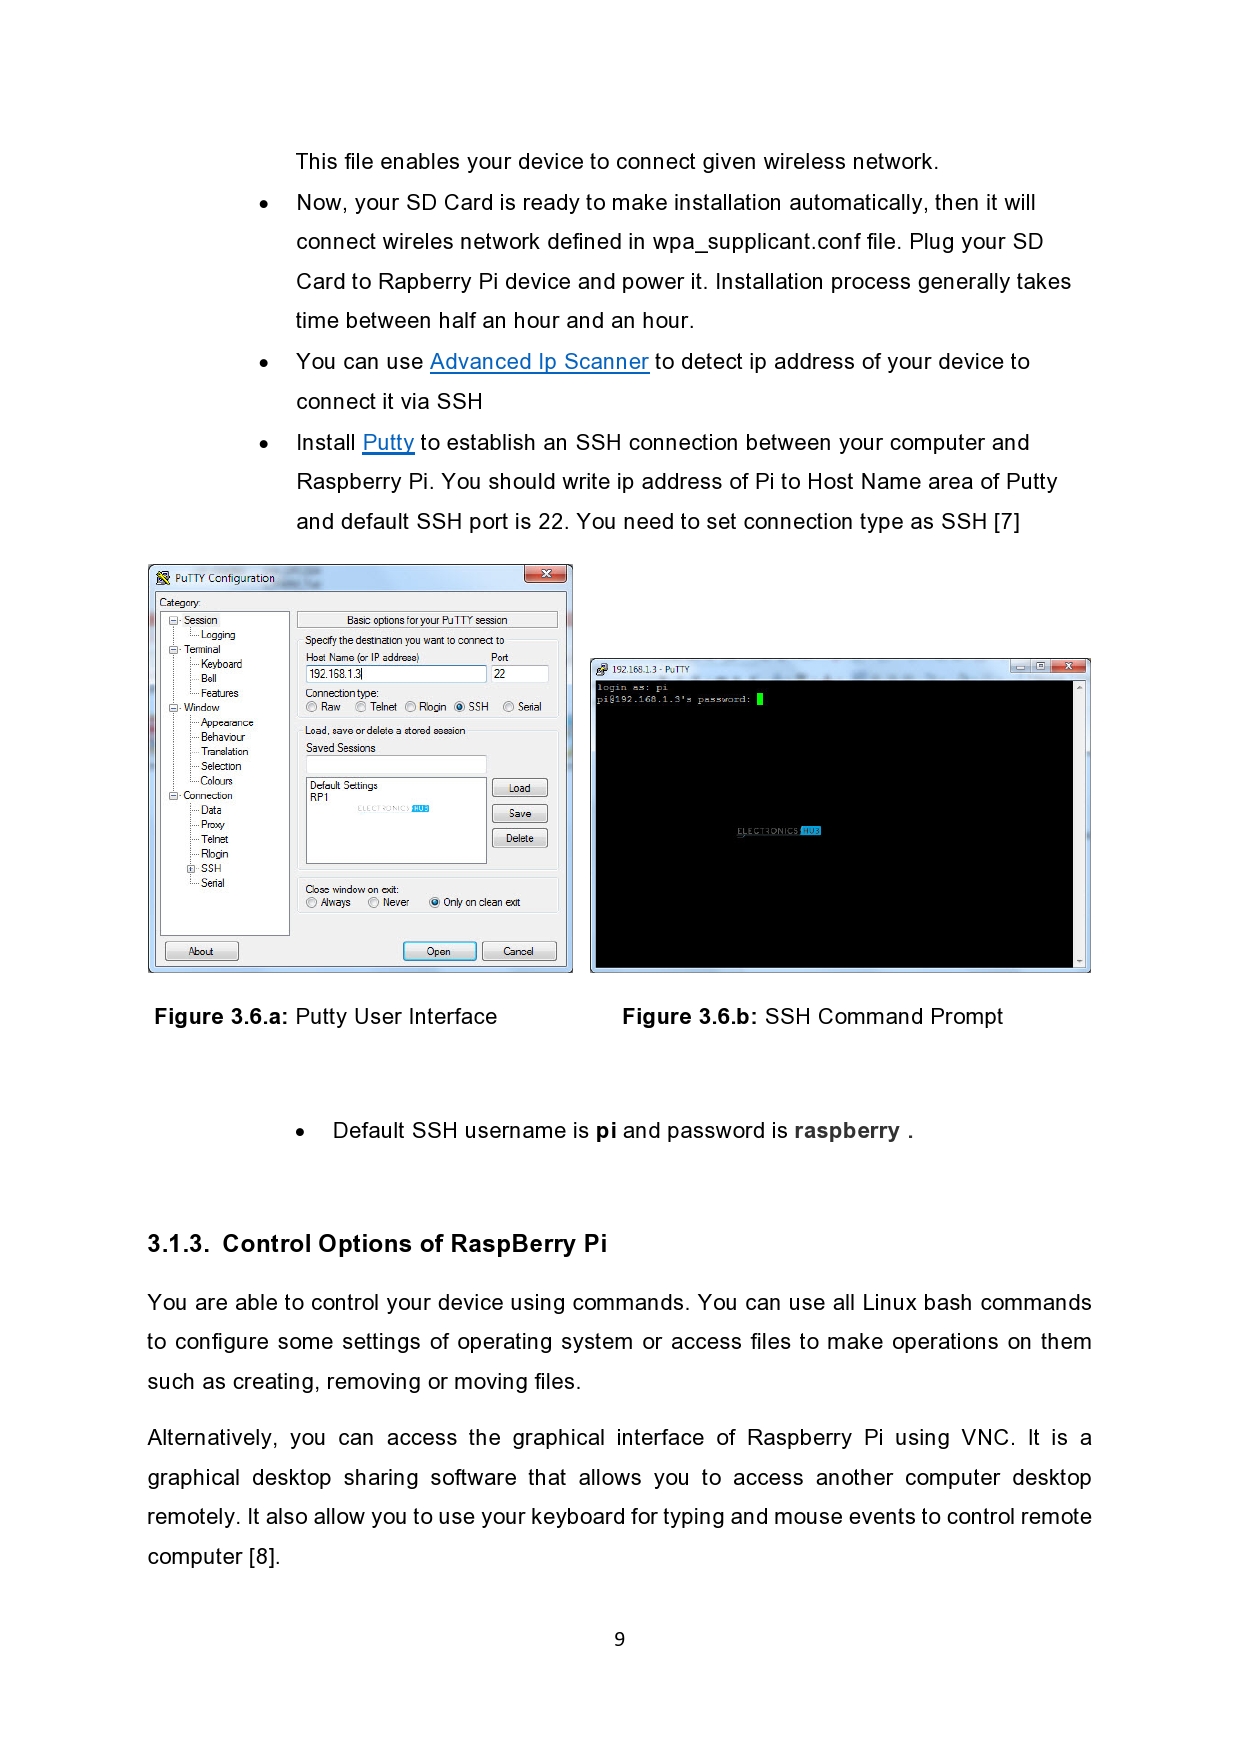 This file enables your device to connect given wireless network.
• Now, your SD Card is ready to make installation automatically, then it will
connect wireles network defined in wpa_supplicant.conf file. Plug your SD
Card to Rapberry Pi device and power it. Installation process generally takes
time between half an hour and an hour.
• You can use Advanced Ip Scanner to detect ip address of your device to
connect it via SSH
• Install Putty to establish an SSH connection between your computer and
Raspberry Pi. You should write ip address of Pi to Host Name area of Putty
and default SSH port is 22. You need to set connection type as SSH [7]
PuTTY Configuration
Category:
Session
Logging
Terminal
Keyboard
Bell
Features
Window
Appearance
Behaviour
Translation
Selection
Colours
Connection
Data
Proxy
Telnet
Rlogin
SSH
Serial
Basic options for your PuTTY session
Specify the destination you want to connect to
Host Name (or IP address) Port
192.168.1.3 22
Connection type:
Raw Telnet Rlogin SSH Serial
Load, save or delete a stored session
Saved Sessions
Default Settings
RP1
ELECTRONICS HUB
Load
Save
Delete
Close window on exit:
Always Never Only on clean exit
About Open Cancel
192.168.1.3 - PuTTY
login as: pi
pi@192.168.1.3's password:
ELECTRONICS HUB
Figure 3.6.a: Putty User Interface Figure 3.6.b: SSH Command Prompt
• Default SSH username is pi and password is raspberry .
3.1.3. Control Options of RaspBerry Pi
You are able to control your device using commands. You can use all Linux bash commands
to configure some settings of operating system or access files to make operations on them
such as creating, removing or moving files.
Alternatively, you can access the graphical interface of Raspberry Pi using VNC. It is a
graphical desktop sharing software that allows you to access another computer desktop
remotely. It also allow you to use your keyboard for typing and mouse events to control remote
computer [8].
9